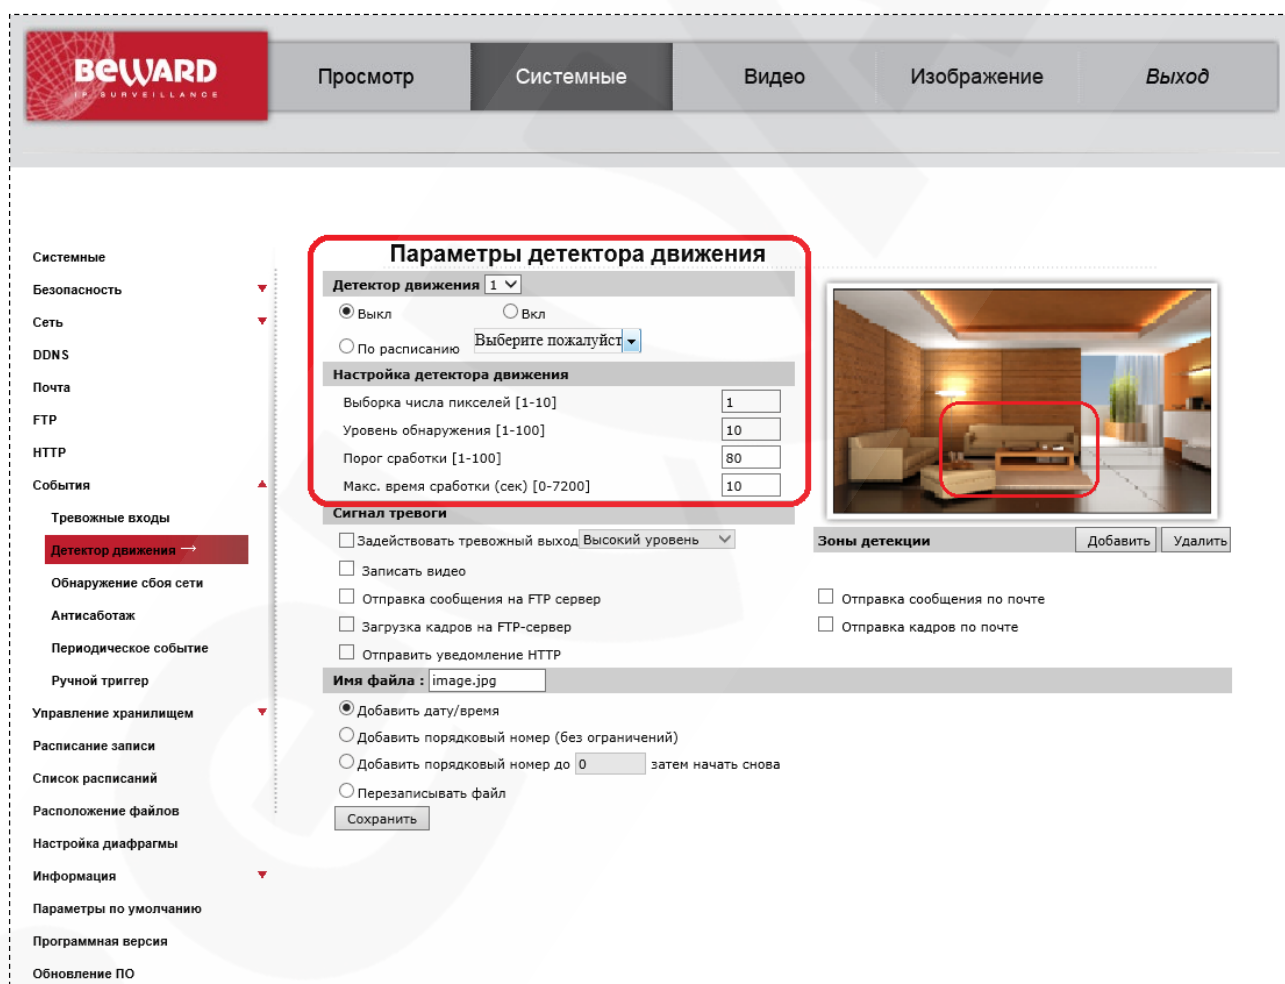 BEWARD
IP SURVEILLANCE
Просмотр
Системные
Видео
Изображение
Выход
Системные
Безопасность
Сеть
DDNS
Почта
FTP
HTTP
События
Тревожные входы
Детектор движения →
Обнаружение сбоя сети
Антисаботаж
Периодическое событие
Ручной триггер
Управление хранилищем
Расписание записи
Список расписаний
Расположение файлов
Настройка диафрагмы
Информация
Параметры по умолчанию
Программная версия
Обновление ПО
Параметры детектора движения
Детектор движения 1
Выкл Вкл
По расписанию Выберите пожалуйст
Настройка детектора движения
Выборка числа пикселей [1-10] 1
Уровень обнаружения [1-100] 10
Порог сработки [1-100] 80
Макс. время сработки (сек) [0-7200] 10
Сигнал тревоги
Задействовать тревожный выход Высокий уровень
Зоны детекции Добавить Удалить
Записать видео
Отправка сообщения на FTP сервер Отправка сообщения по почте
Загрузка кадров на FTP-сервер Отправка кадров по почте
Отправить уведомление HTTP
Имя файла : image.jpg
Добавить дату/время
Добавить порядковый номер (без ограничений)
Добавить порядковый номер до 0 затем начать снова
Перезаписывать файл
Сохранить